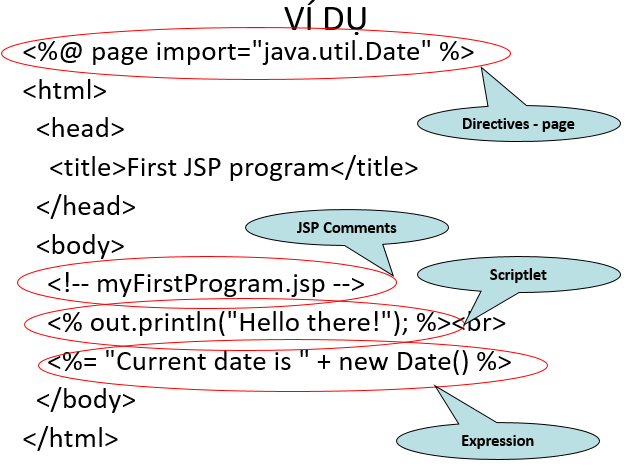 VÍ DỤ
<%@ page import="java.util.Date" %>
<html>
<head>
Directives - page
<title>First JSP program</title>
</head>
JSP Comments
<body>
<!-- myFirstProgram.jsp -->
Scriptlet
<% out.println("Hello there!"); %><br>
<%= "Current date is " + new Date() %>
</body>
</html>
Expression